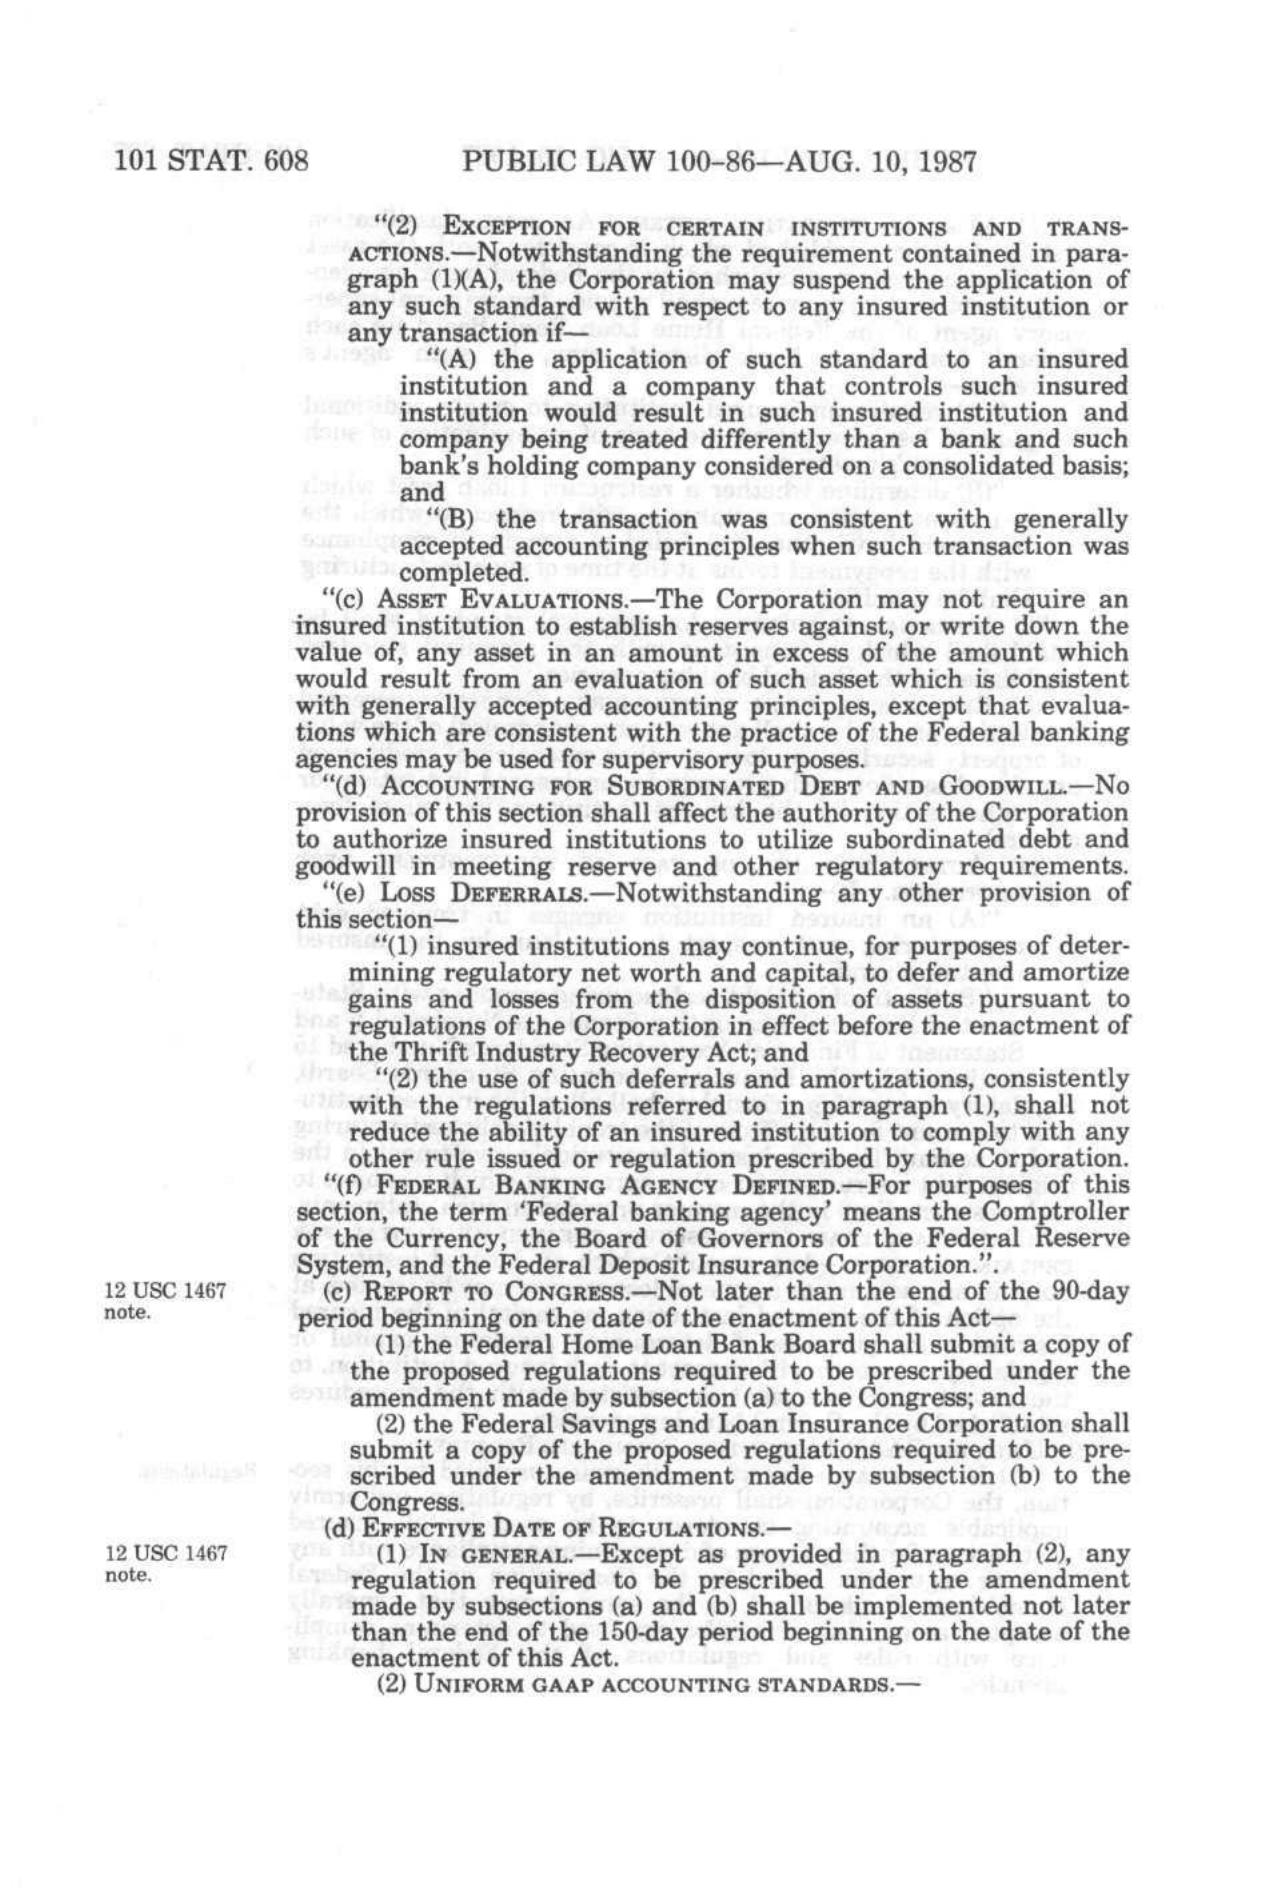 101 STAT. 608 PUBLIC LAW 100-86—AUG. 10, 1987
"(2) EXCEPTION FOR CERTAIN INSTITUTIONS AND TRANS-
ACTIONS.—Notwithstanding the requirement contained in para-
graph (1)(A), the Corporation may suspend the application of
any such standard with respect to any insured institution or
any transaction if—
"(A) the application of such standard to an insured
institution and a company that controls such insured
institution would result in such insured institution and
company being treated differently than a bank and such
bank's holding company considered on a consolidated basis;
and
"(B) the transaction was consistent with generally
accepted accounting principles when such transaction was
completed.
"(c) ASSET EVALUATIONS.—The Corporation may not require an
insured institution to establish reserves against, or write down the
value of, any asset in an amount in excess of the amount which
would result from an evaluation of such asset which is consistent
with generally accepted accounting principles, except that evalua-
tions which are consistent with the practice of the Federal banking
agencies may be used for supervisory purposes.
"(d) ACCOUNTING FOR SUBORDINATED DEBT AND GOODWILL.—No
provision of this section shall affect the authority of the Corporation
to authorize insured institutions to utilize subordinated debt and
goodwill in meeting reserve and other regulatory requirements.
"(e) LOSS DEFERRALS.—Notwithstanding any other provision of
this section—
"(1) insured institutions may continue, for purposes of deter-
mining regulatory net worth and capital, to defer and amortize
gains and losses from the disposition of assets pursuant to
regulations of the Corporation in effect before the enactment of
the Thrift Industry Recovery Act; and
"(2) the use of such deferrals and amortizations, consistently
with the regulations referred to in paragraph (1), shall not
reduce the ability of an insured institution to comply with any
other rule issued or regulation prescribed by the Corporation.
"(f) FEDERAL BANKING AGENCY DEFINED.—For purposes of this
section, the term 'Federal banking agency' means the Comptroller
of the Currency, the Board of Governors of the Federal Reserve
System, and the Federal Deposit Insurance Corporation.".
12 USC 1467
note.
(c) REPORT TO CONGRESS.—Not later than the end of the 90-day
period beginning on the date of the enactment of this Act—
(1) the Federal Home Loan Bank Board shall submit a copy of
the proposed regulations required to be prescribed under the
amendment made by subsection (a) to the Congress; and
(2) the Federal Savings and Loan Insurance Corporation shall
submit a copy of the proposed regulations required to be pre-
scribed under the amendment made by subsection (b) to the
Congress.
(d) EFFECTIVE DATE OF REGULATIONS.—
12 USC 1467
note.
(1) IN GENERAL.—Except as provided in paragraph (2), any
regulation required to be prescribed under the amendment
made by subsections (a) and (b) shall be implemented not later
than the end of the 150-day period beginning on the date of the
enactment of this Act.
(2) UNIFORM GAAP ACCOUNTING STANDARDS.—